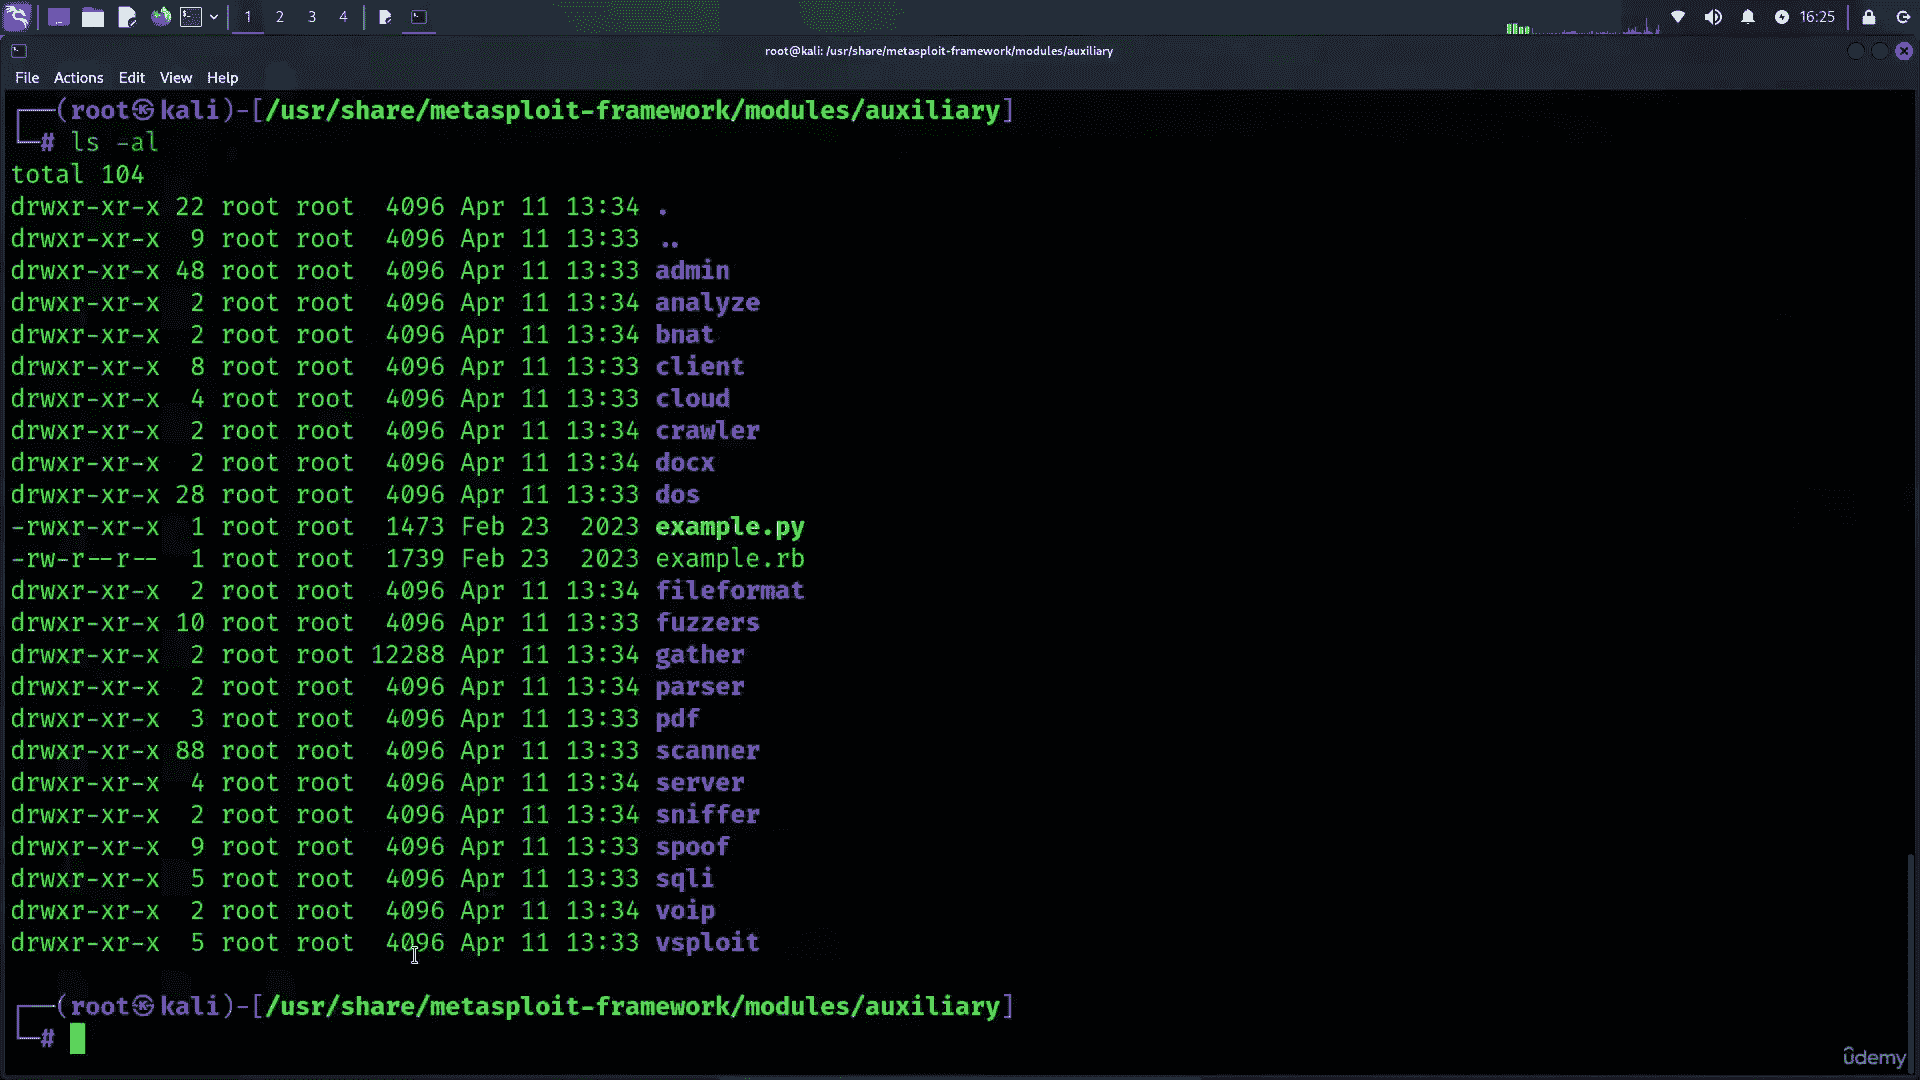 1 2 3 4 16:25
root@kali: /usr/share/metasploit-framework/modules/auxiliary
File Actions Edit View Help
(root㉿kali)-[/usr/share/metasploit-framework/modules/auxiliary]
# ls -al
total 104
drwxr-xr-x 22 root root 4096 Apr 11 13:34 .
drwxr-xr-x 9 root root 4096 Apr 11 13:33 ..
drwxr-xr-x 48 root root 4096 Apr 11 13:33 admin
drwxr-xr-x 2 root root 4096 Apr 11 13:34 analyze
drwxr-xr-x 2 root root 4096 Apr 11 13:34 bnat
drwxr-xr-x 8 root root 4096 Apr 11 13:33 client
drwxr-xr-x 4 root root 4096 Apr 11 13:33 cloud
drwxr-xr-x 2 root root 4096 Apr 11 13:34 crawler
drwxr-xr-x 2 root root 4096 Apr 11 13:34 docx
drwxr-xr-x 28 root root 4096 Apr 11 13:33 dos
-rwxr-xr-x 1 root root 1473 Feb 23 2023 example.py
-rw-r--r-- 1 root root 1739 Feb 23 2023 example.rb
drwxr-xr-x 2 root root 4096 Apr 11 13:34 fileformat
drwxr-xr-x 10 root root 4096 Apr 11 13:33 fuzzers
drwxr-xr-x 2 root root 12288 Apr 11 13:34 gather
drwxr-xr-x 2 root root 4096 Apr 11 13:34 parser
drwxr-xr-x 3 root root 4096 Apr 11 13:33 pdf
drwxr-xr-x 88 root root 4096 Apr 11 13:33 scanner
drwxr-xr-x 4 root root 4096 Apr 11 13:34 server
drwxr-xr-x 2 root root 4096 Apr 11 13:34 sniffer
drwxr-xr-x 9 root root 4096 Apr 11 13:33 spoof
drwxr-xr-x 5 root root 4096 Apr 11 13:33 sqli
drwxr-xr-x 2 root root 4096 Apr 11 13:34 voip
drwxr-xr-x 5 root root 4096 Apr 11 13:33 vsploit
(root㉿kali)-[/usr/share/metasploit-framework/modules/auxiliary]
#
udemy